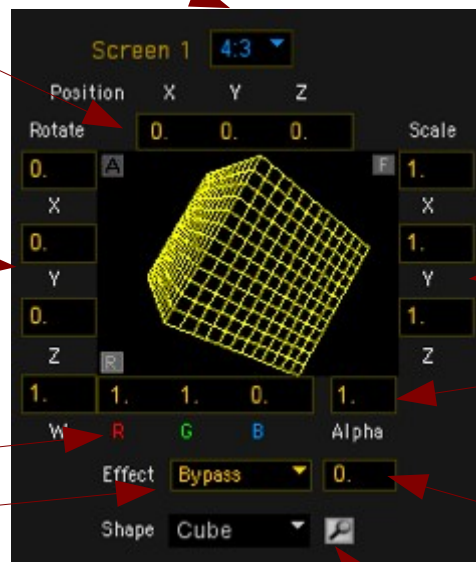 Screen 1 4:3
Position X Y Z
Rotate 0. 0. 0. Scale
0. A F 1.
X X
0. 1.
Y Y
0. 1.
Z R Z
1. 1. 1. 0. 1.
W R G B Alpha
Effect Bypass 0.
Shape Cube